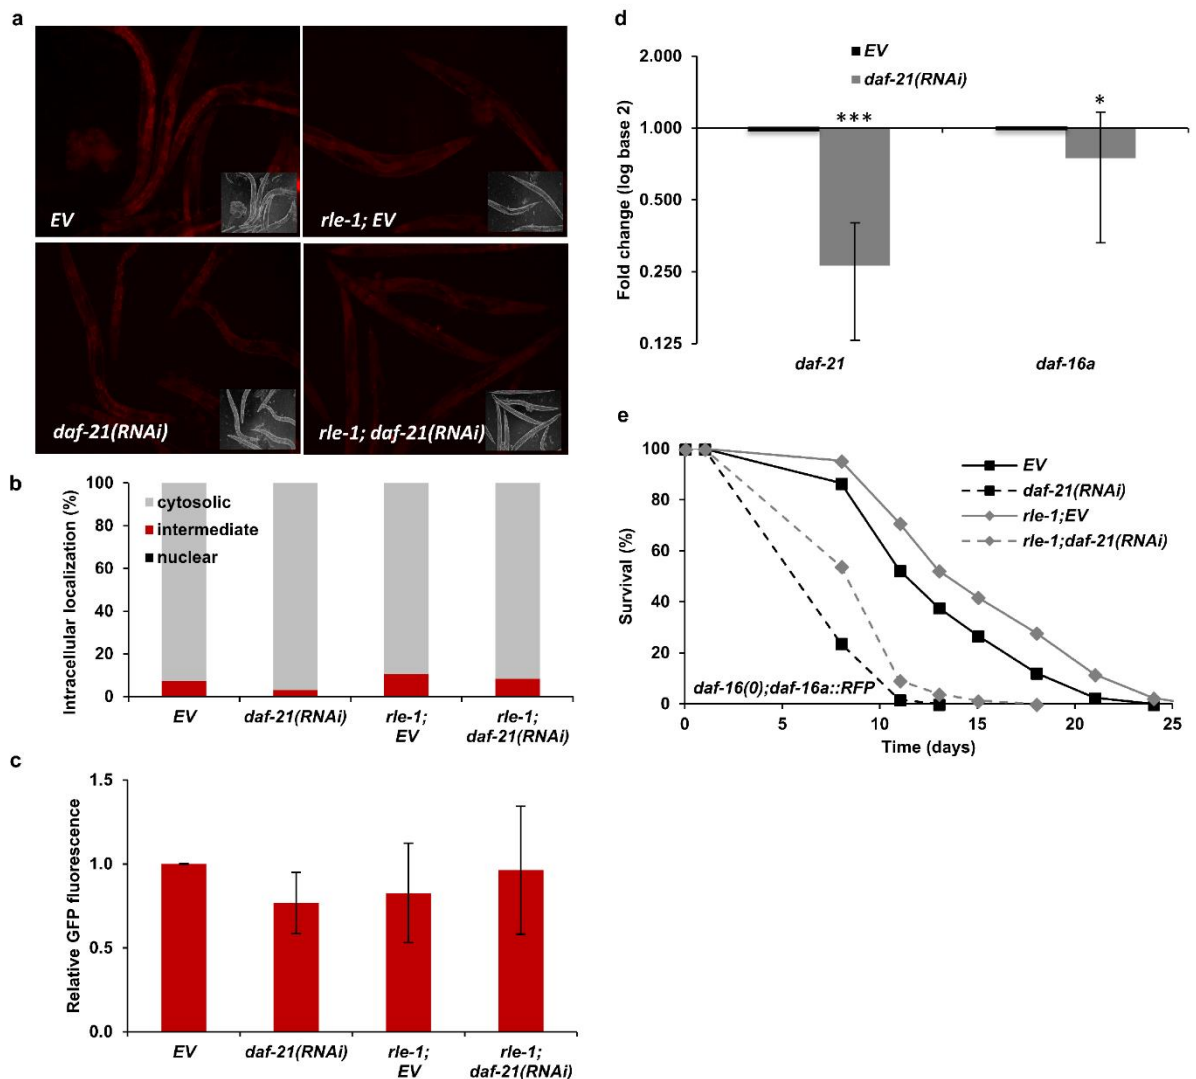 a
EV
rle-1; EV
daf-21(RNAi)
rle-1; daf-21(RNAi)
b
Intracellular localization (%)
100
80
60
40
20
0
cytosolic
intermediate
nuclear
EV
daf-21(RNAi)
rle-1;
EV
rle-1;
daf-21(RNAi)
c
Relative GFP fluorescence
1.5
1.0
0.5
0.0
EV
daf-21(RNAi)
rle-1;
EV
rle-1;
daf-21(RNAi)
d
EV
daf-21(RNAi)
Fold change (log base 2)
2.000
1.000
0.500
0.250
0.125
***
*
daf-21
daf-16a
e
Survival (%)
100
80
60
40
20
0
EV
daf-21(RNAi)
rle-1;EV
rle-1;daf-21(RNAi)
daf-16(0);daf-16a::RFP
0 5 10 15 20 25
Time (days)